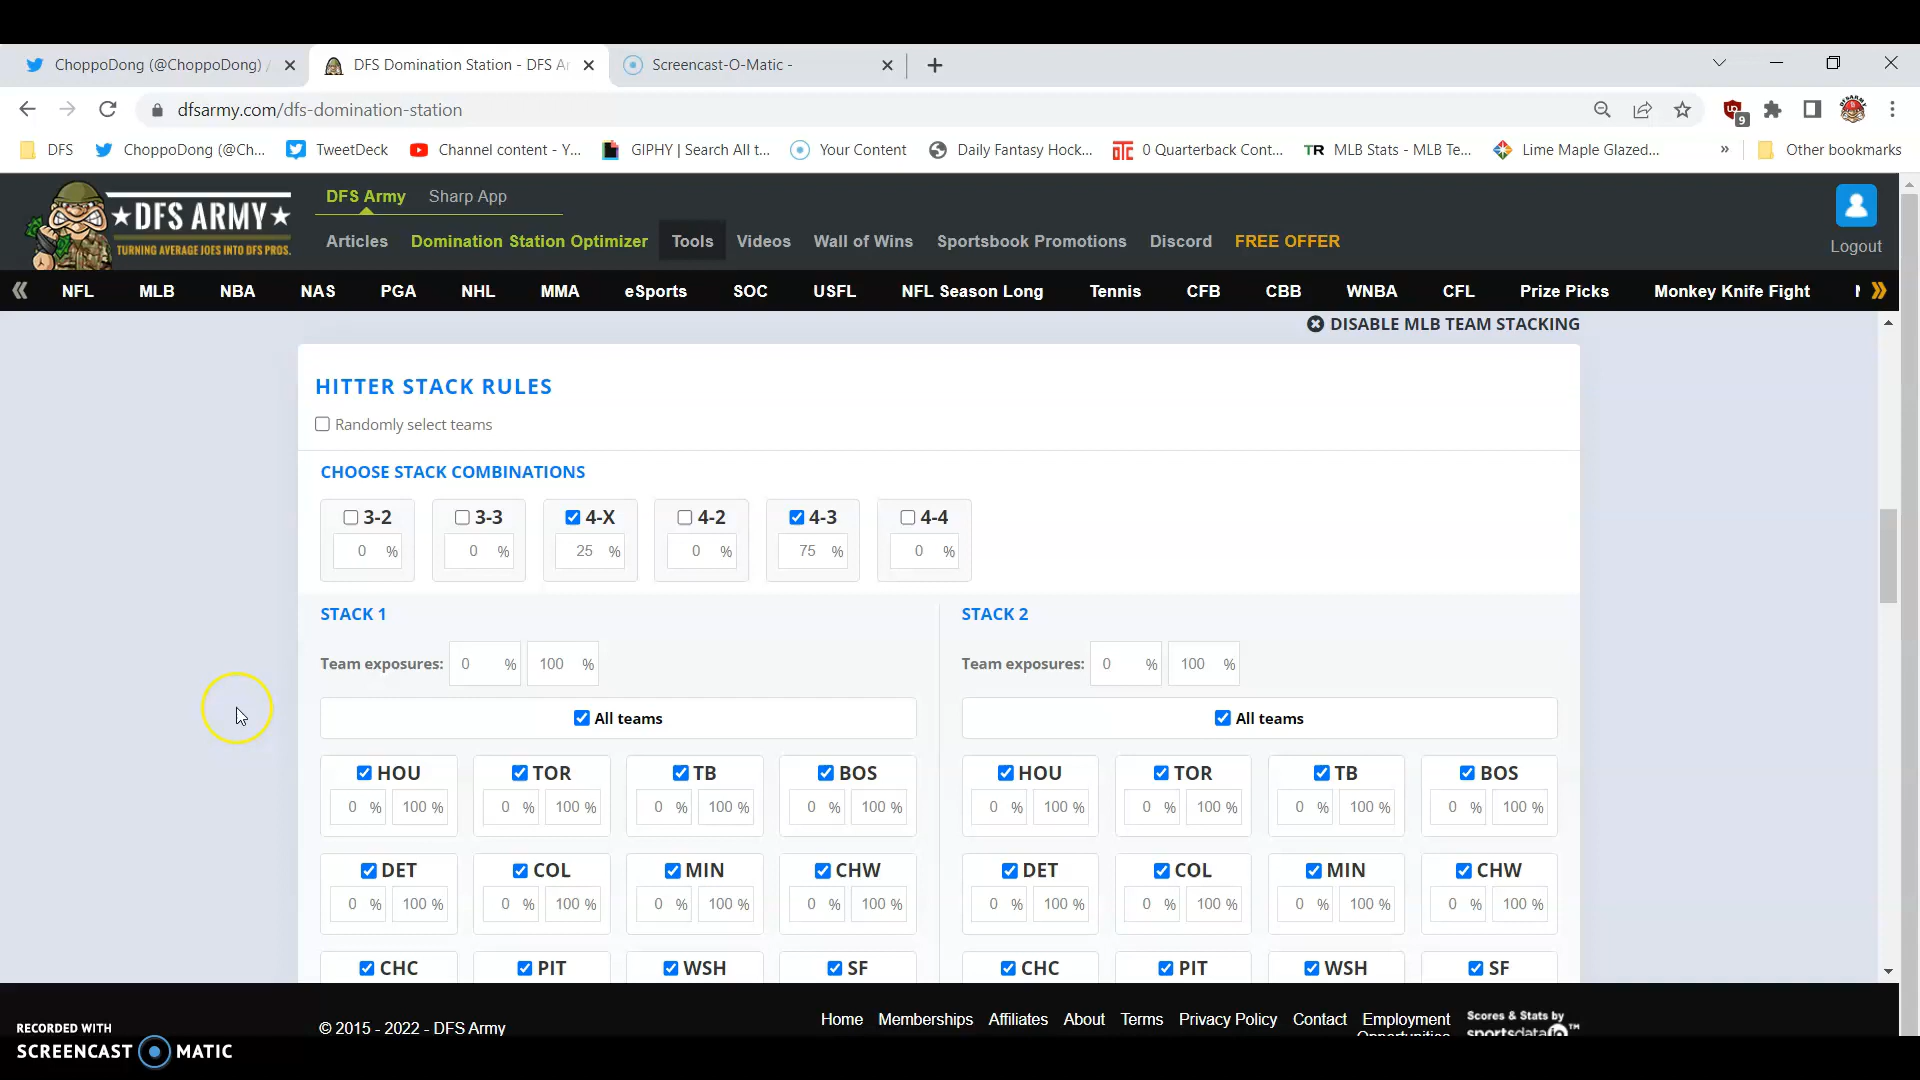 ChoppoDong (@ChoppoDong) /
DFS Domination Station - DFS Ar
Screencast-O-Matic -
dfsarmy.com/dfs-domination-station
9
DFS
ChoppoDong (@Ch...
TweetDeck
Channel content - Y...
GIPHY | Search All t...
Your Content
Daily Fantasy Hock...
0 Quarterback Cont...
TR MLB Stats - MLB Te...
Lime Maple Glazed...
»
Other bookmarks
DFS ARMY
TURNING AVERAGE JOES INTO DFS PROS.
DFS Army Sharp App
Articles Domination Station Optimizer Tools Videos Wall of Wins Sportsbook Promotions Discord FREE OFFER
Logout
NFL MLB NBA NAS PGA NHL MMA eSports SOC USFL NFL Season Long Tennis CFB CBB WNBA CFL Prize Picks Monkey Knife Fight
DISABLE MLB TEAM STACKING
HITTER STACK RULES
Randomly select teams
CHOOSE STACK COMBINATIONS
3-2 3-3 4-X 4-2 4-3 4-4
0 % 0 % 25 % 0 % 75 % 0 %
STACK 1 STACK 2
Team exposures: 0 % 100 % Team exposures: 0 % 100 %
All teams All teams
HOU TOR TB BOS HOU TOR TB BOS
0 % 100 % 0 % 100 % 0 % 100 % 0 % 100 % 0 % 100 % 0 % 100 % 0 % 100 % 0 % 100 %
DET COL MIN CHW DET COL MIN CHW
0 % 100 % 0 % 100 % 0 % 100 % 0 % 100 % 0 % 100 % 0 % 100 % 0 % 100 % 0 % 100 %
CHC PIT WSH SF CHC PIT WSH SF
© 2015 - 2022 - DFS Army
Home Memberships Affiliates About Terms Privacy Policy Contact Employment
Opportunities
Scores & Stats by
sportsdata
RECORDED WITH
SCREENCAST MATIC